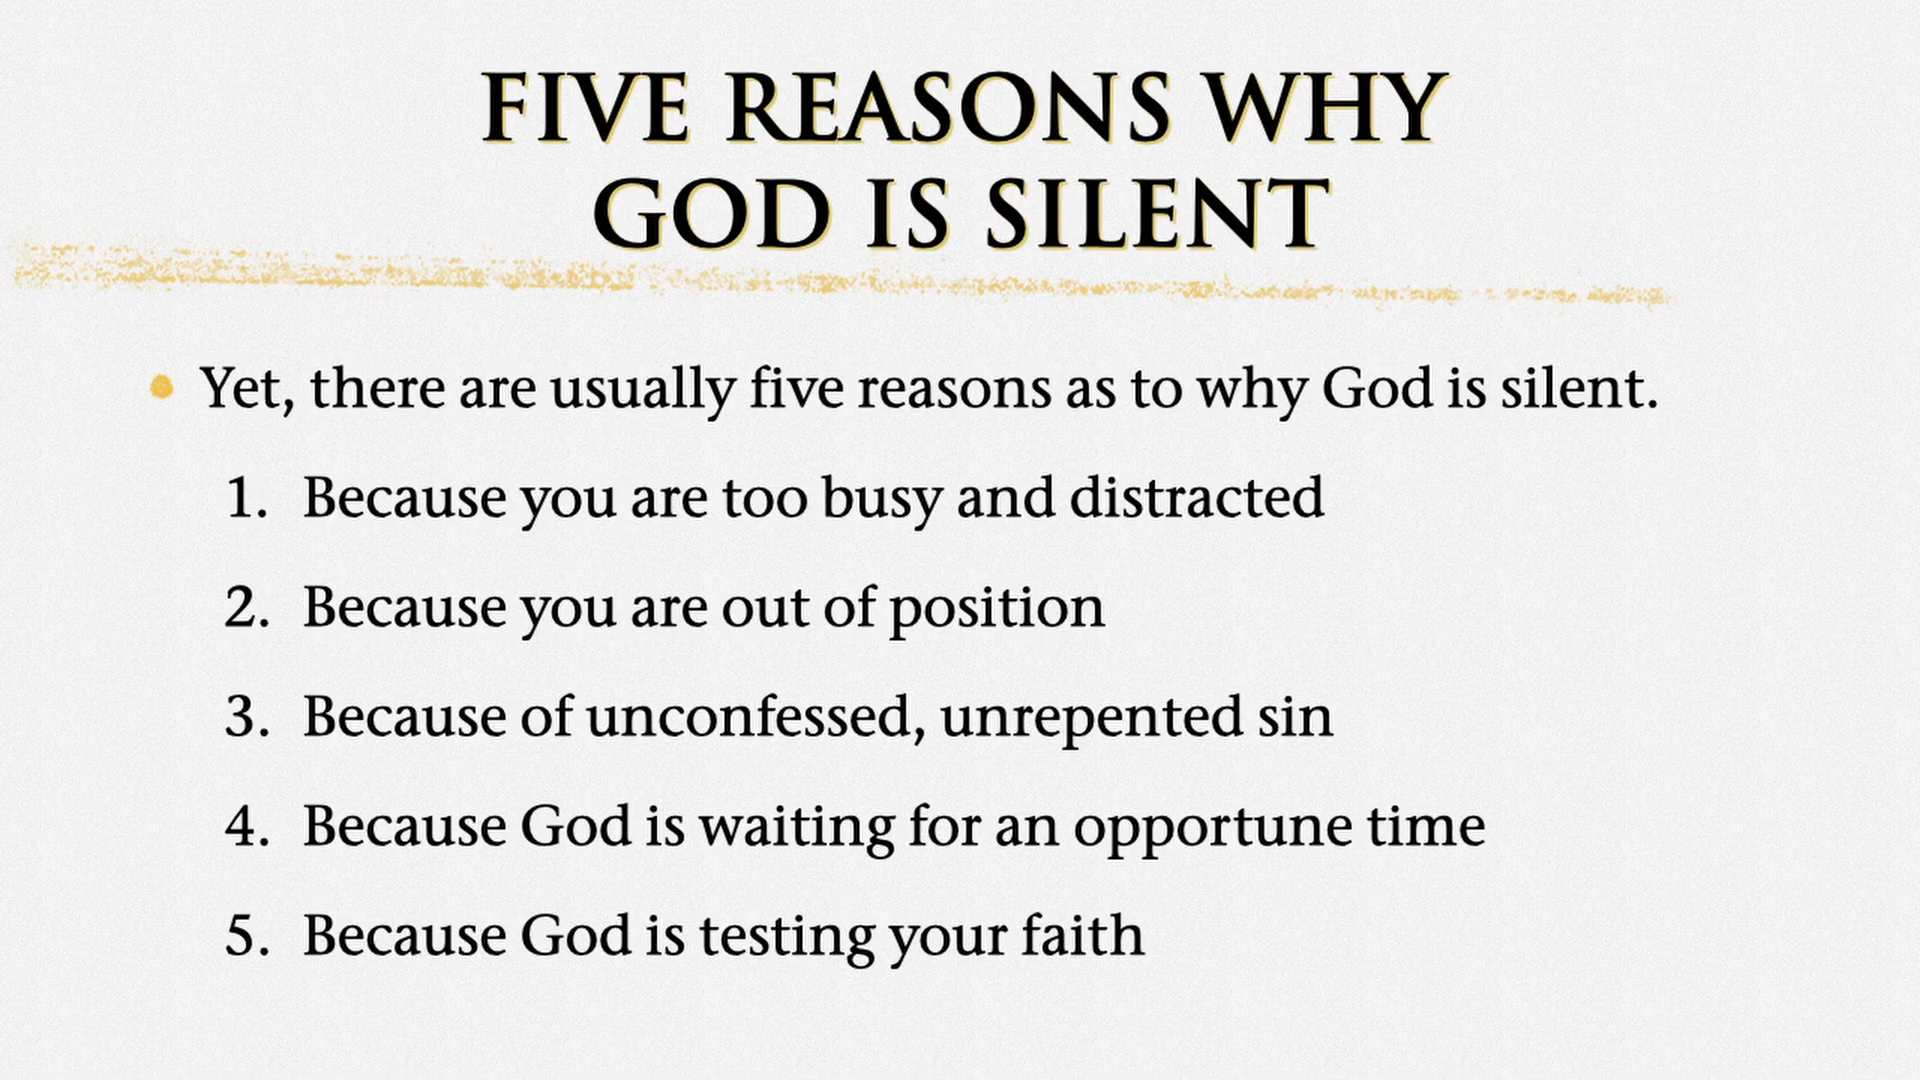 FIVE REASONS WHY
GOD IS SILENT
• Yet, there are usually five reasons as to why God is silent.
1. Because you are too busy and distracted
2. Because you are out of position
3. Because of unconfessed, unrepented sin
4. Because God is waiting for an opportune time
5. Because God is testing your faith